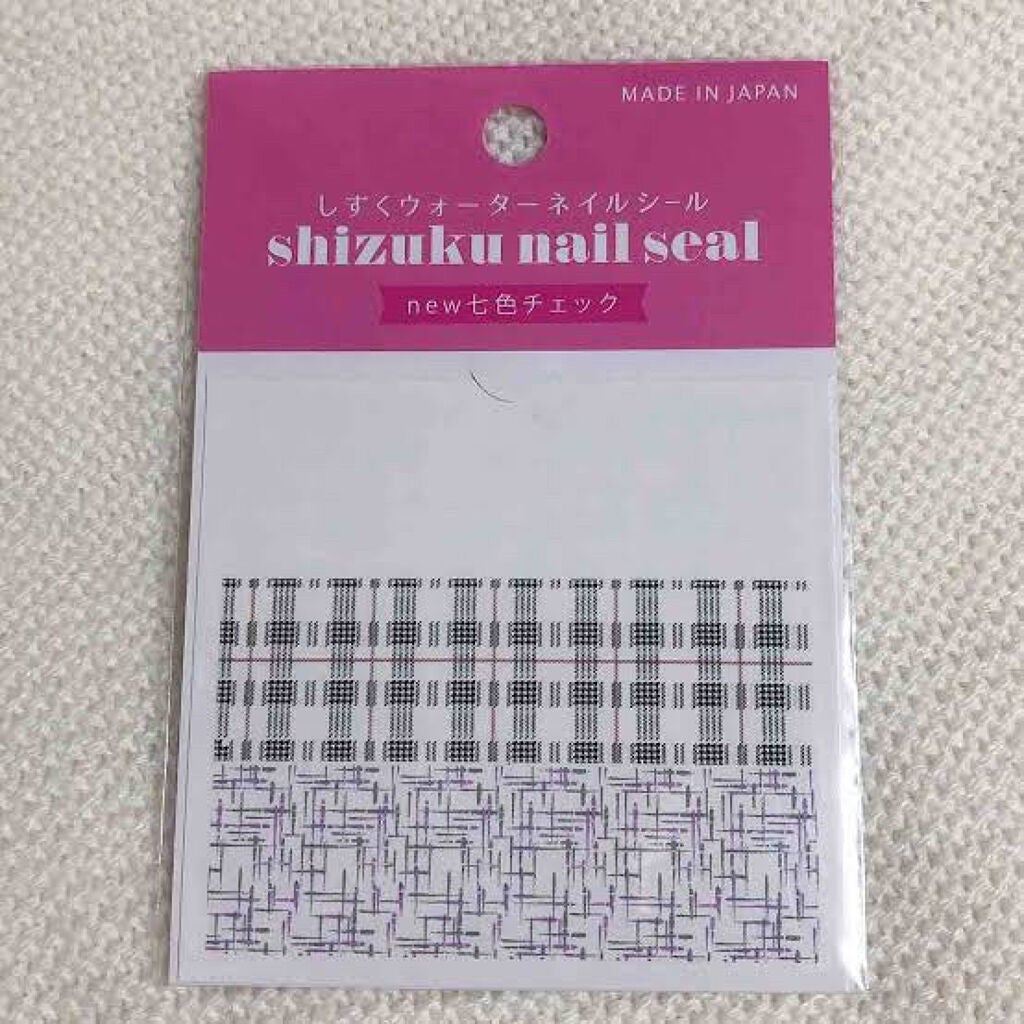 MADE IN JAPAN
しずくウォーターネイルシール
shizuku nail seal
new七色チェック